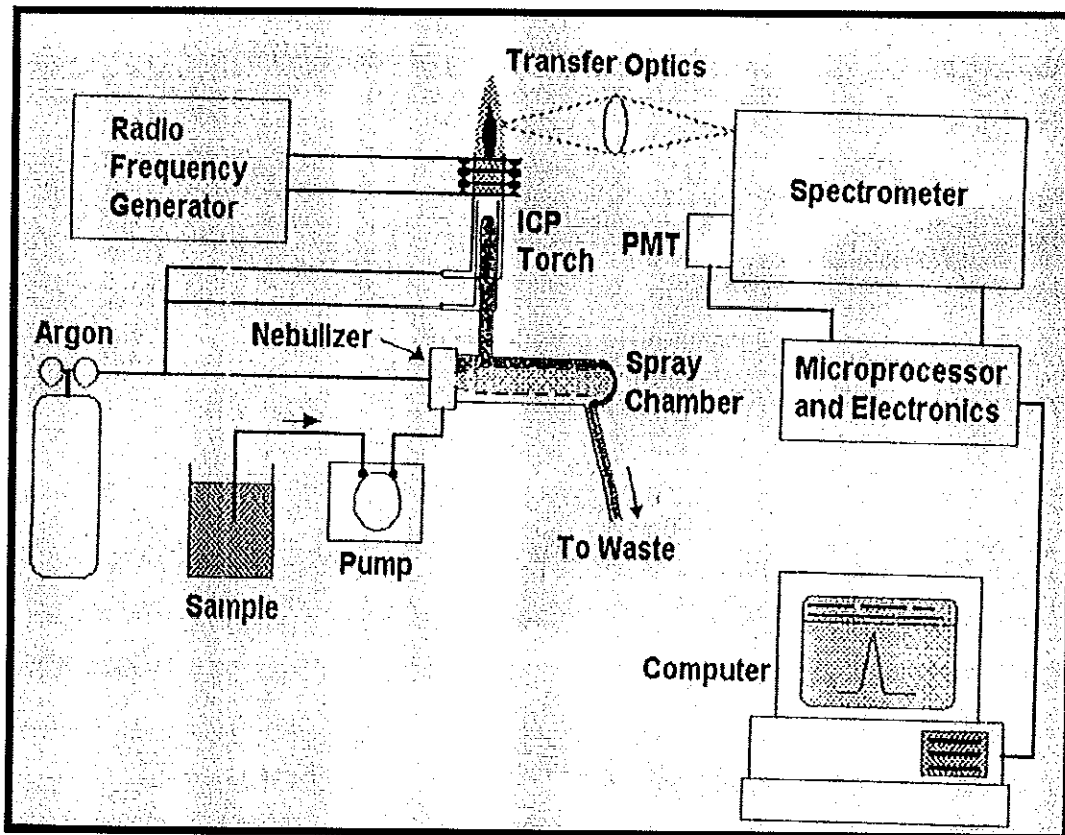 Transfer Optics
Radio
Frequency
Generator
Spectrometer
ICP
Torch
PMT
Argon
Nebulizer
Spray
Chamber
Microprocessor
and Electronics
To Waste
Pump
Sample
Computer